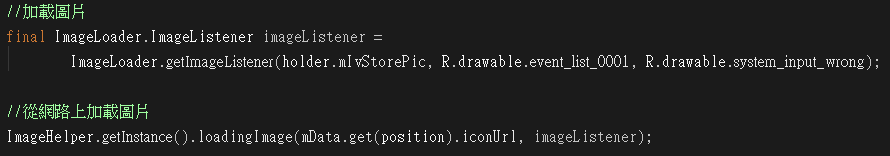 //加載圖片
final ImageLoader.ImageListener imageListener =
ImageLoader.getImageListener(holder.mIvStorePic, R.drawable.event_list_0001, R.drawable.system_input_wrong);
//從網路上加載圖片
ImageHelper.getInstance().loadingImage(mData.get(position).iconUrl, imageListener);